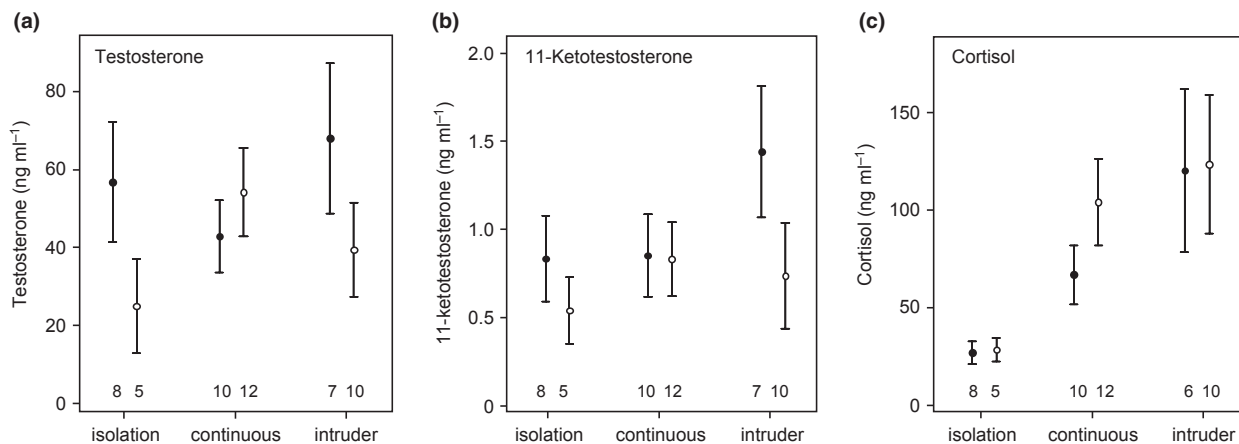 (a)
Testosterone
Testosterone (ng ml⁻¹)
80
60
40
20
0
8 5 10 12 7 10
isolation continuous intruder
(b)
11-Ketotestosterone
11-ketotestosterone (ng ml⁻¹)
2.0
1.5
1.0
0.5
0
8 5 10 12 7 10
isolation continuous intruder
(c)
Cortisol
Cortisol (ng ml⁻¹)
150
100
50
0
8 5 10 12 6 10
isolation continuous intruder